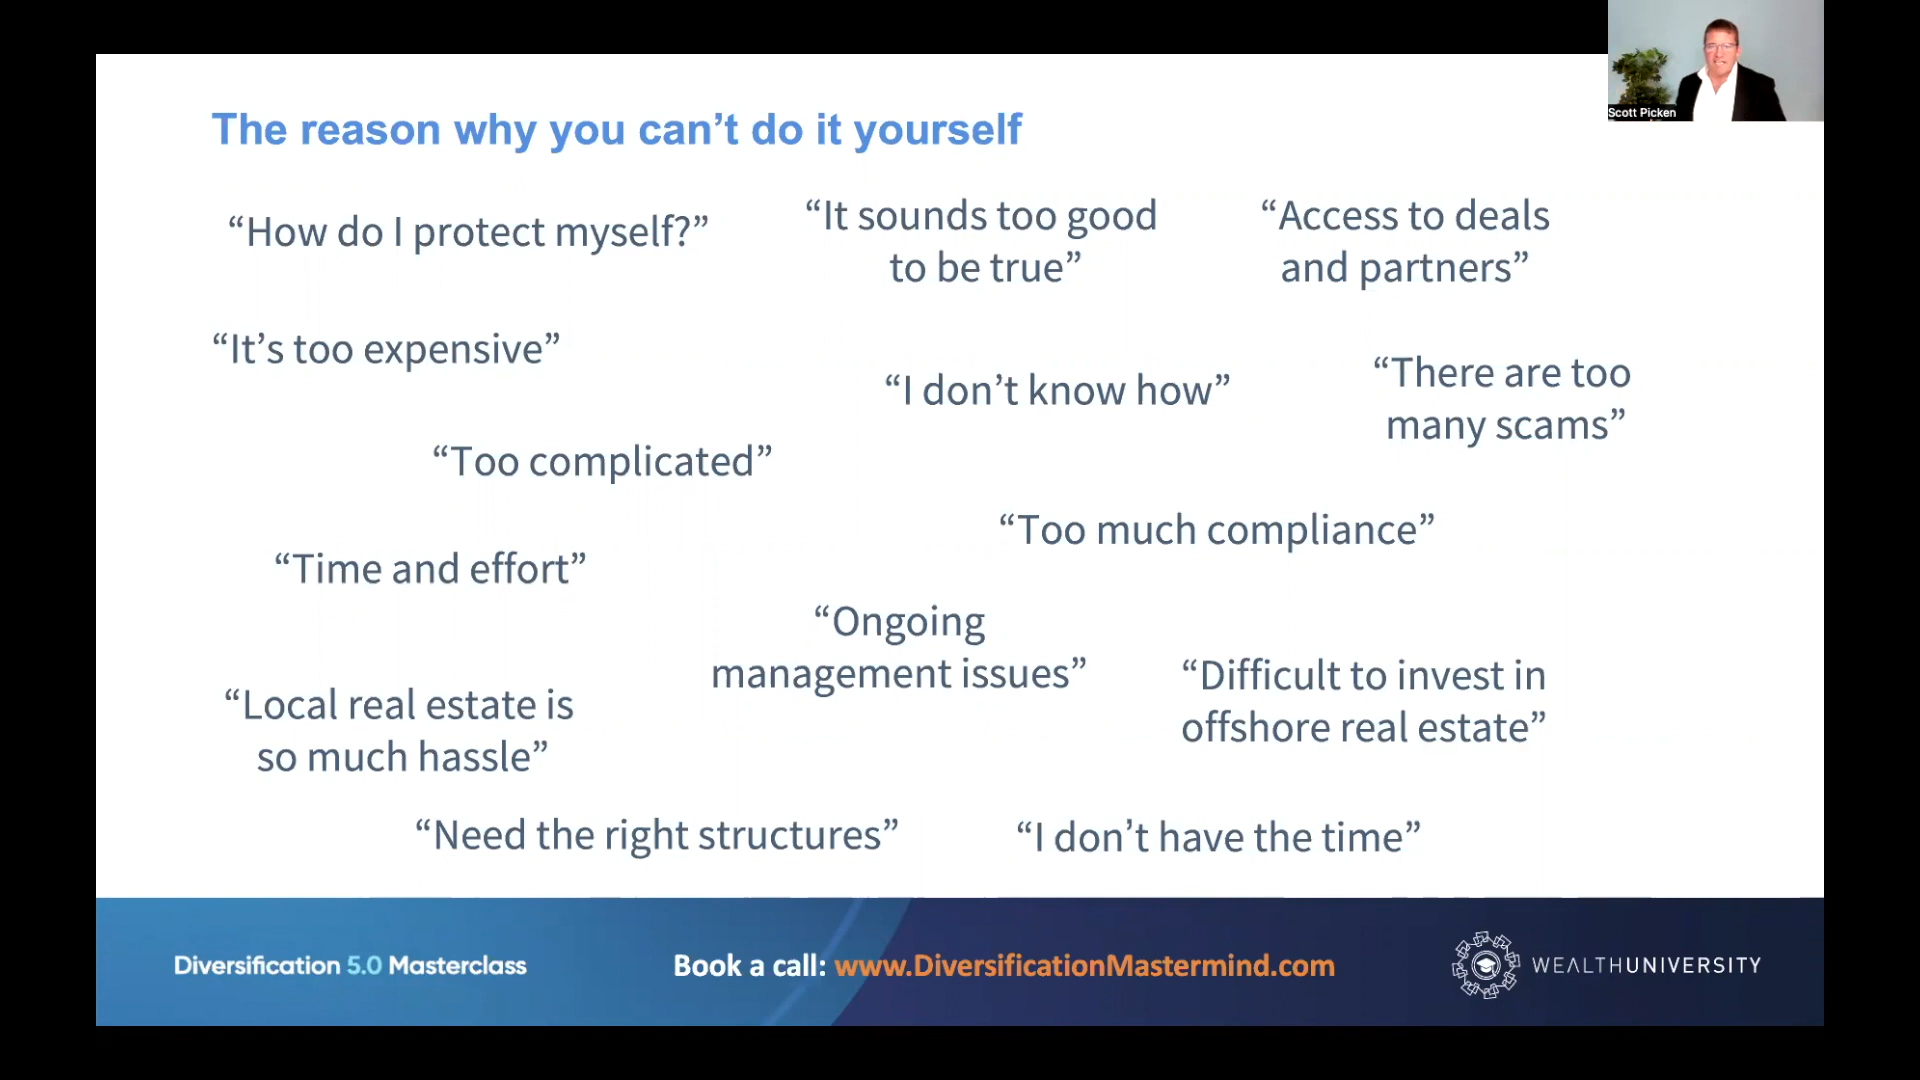 Scott Picken
The reason why you can’t do it yourself
“How do I protect myself?”
“It sounds too good
to be true”
“Access to deals
and partners”
“It’s too expensive”
“I don’t know how”
“There are too
many scams”
“Too complicated”
“Too much compliance”
“Time and effort”
“Ongoing
management issues”
“Difficult to invest in
offshore real estate”
“Local real estate is
so much hassle”
“Need the right structures”
“I don’t have the time”
Diversification 5.0 Masterclass
Book a call: www.DiversificationMastermind.com
WEALTHUNIVERSITY